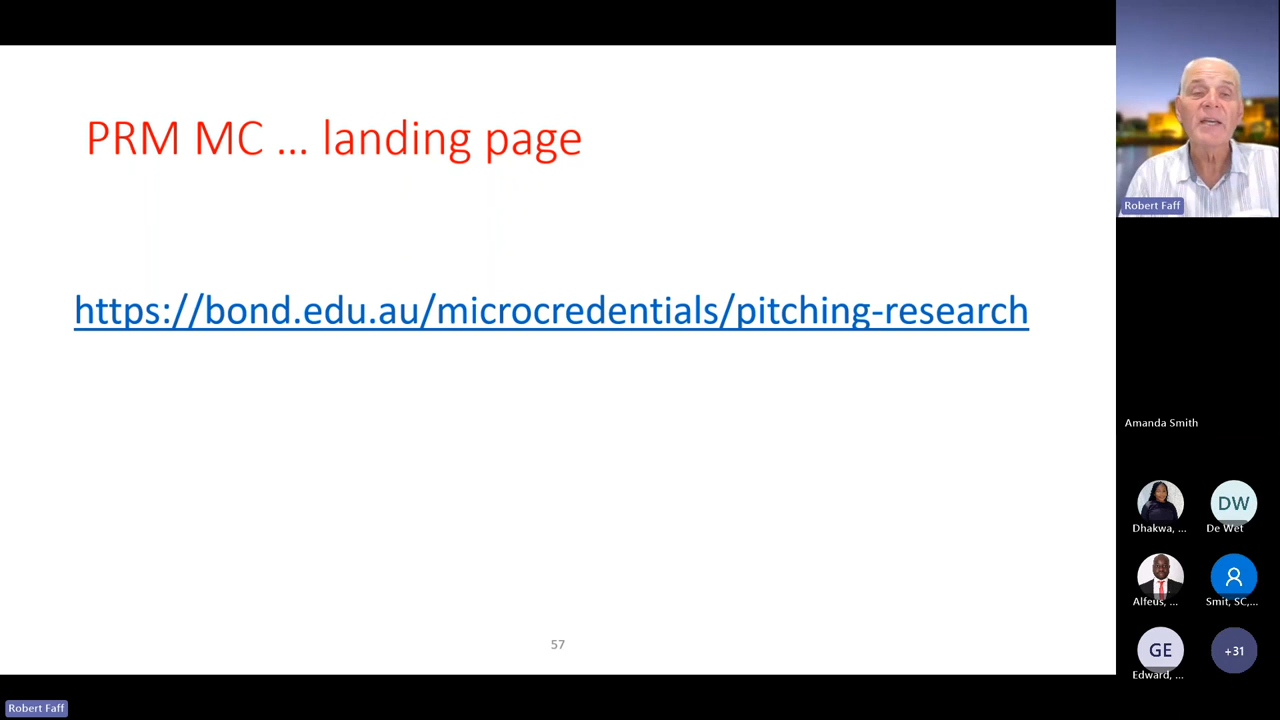 PRM MC ... landing page
https://bond.edu.au/microcredentials/pitching-research
57
Robert Faff
Amanda Smith
Dhakwa, ...
DW
De Wet
Alfeus, ...
Smit, SC,...
GE
Edward, ...
+31
Robert Faff